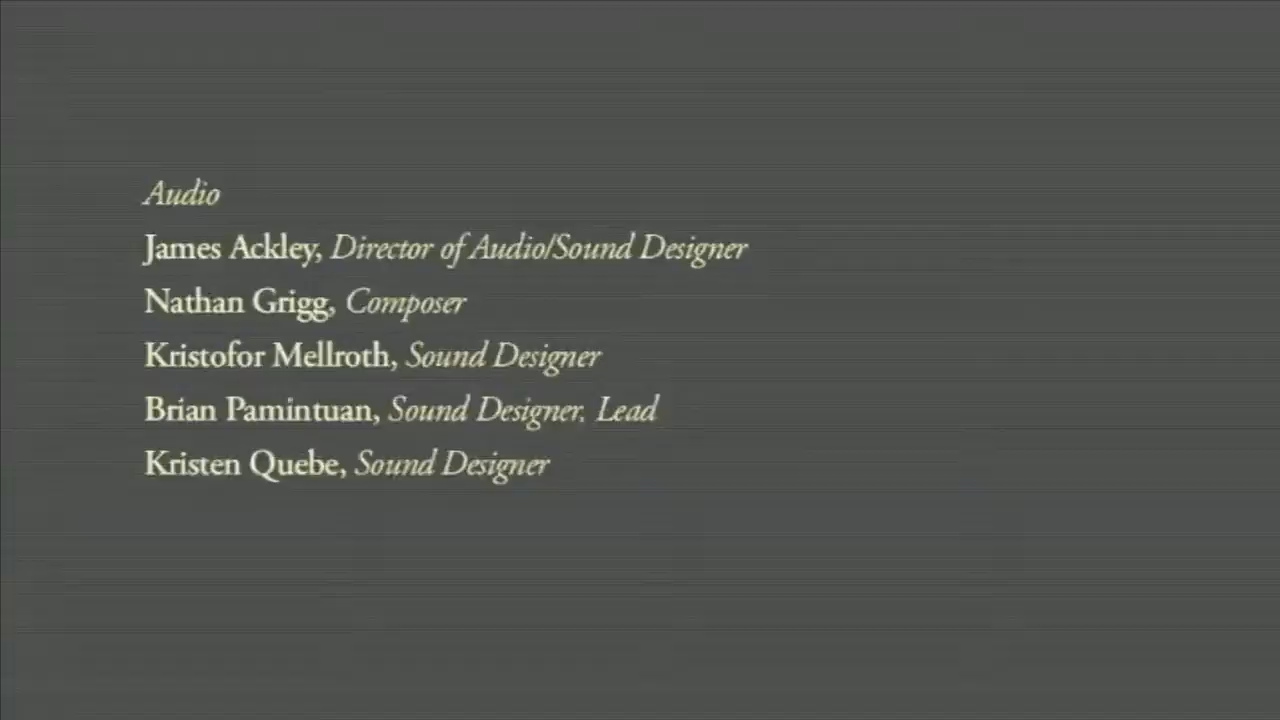 Audio
James Ackley, Director of Audio/Sound Designer
Nathan Grigg, Composer
Kristofor Mellroth, Sound Designer
Brian Pamintuan, Sound Designer, Lead
Kristen Quebe, Sound Designer